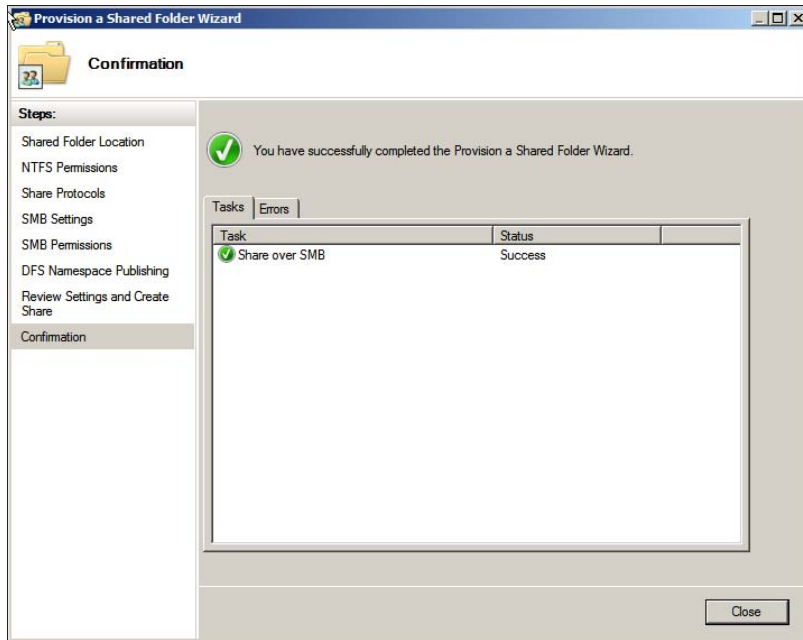 Provision a Shared Folder Wizard
Confirmation
Steps:
Shared Folder Location
NTFS Permissions
Share Protocols
SMB Settings
SMB Permissions
DFS Namespace Publishing
Review Settings and Create
Share
Confirmation
You have successfully completed the Provision a Shared Folder Wizard.
Tasks Errors
Task Status
Share over SMB Success
Close